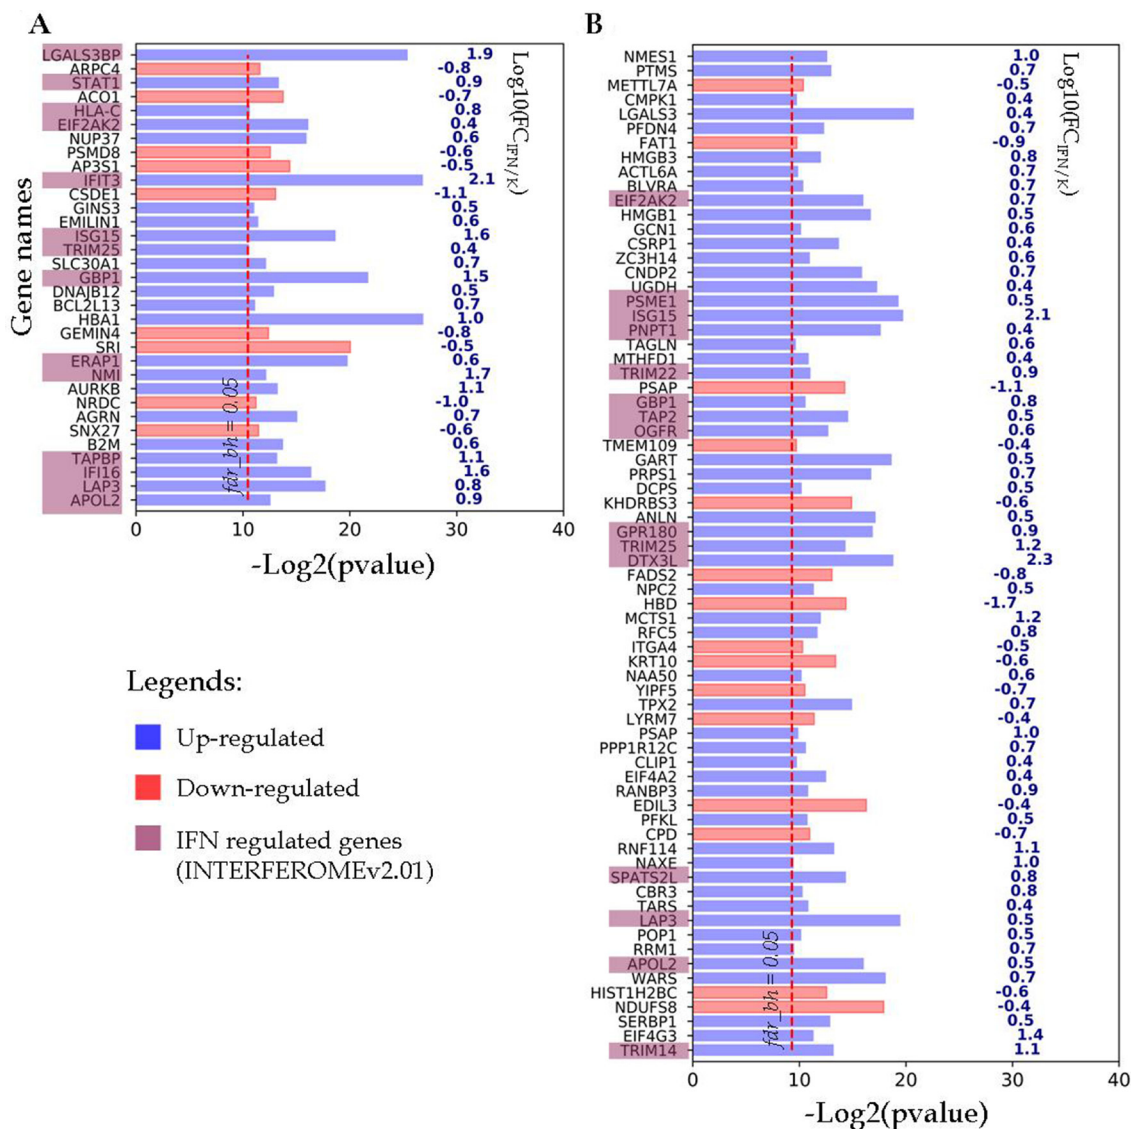 A
Gene names
LGALS3BP 1.9
ARPC4 -0.8
STAT1 0.9
ACO1 -0.7
HLA-C 0.8
EIF2AK2 0.4
NUP37 0.6
PSMD8 -0.6
AP3S1 -0.5
IFIT3 2.1
CSDE1 -1.1
GINS3 0.5
EMILIN1 0.6
ISG15 1.6
TRIM25 0.4
SLC30A1 0.7
GBP1 1.5
DNAJB12 0.5
BCL2L13 0.7
HBA1 1.0
GEMIN4 -0.8
SRI -0.5
ERAP1 0.6
NMI 1.7
AURKB 1.1
NRDC -1.0
AGRN 0.7
SNX27 -0.6
B2M 0.6
TAPBP 1.1
IFI16 1.6
LAP3 0.8
APOL2 0.9
Log10(FC IFN/K)
fdr_bh = 0.05
0 10 20 30 40
-Log2(pvalue)
Legends:
Up-regulated
Down-regulated
IFN regulated genes
(INTERFEROMEv2.01)
B
NMES1 1.0
PTMS 0.7
METTL7A -0.5
CMPK1 0.4
LGALS3 0.4
PFDN4 0.7
FAT1 -0.9
HMGB3 0.8
ACTL6A 0.7
BLVRA 0.7
EIF2AK2 0.7
HMGB1 0.5
GCN1 0.6
CSRP1 0.4
ZC3H14 0.6
CNDP2 0.7
UGDH 0.4
PSME1 0.5
ISG15 2.1
PNPT1 0.4
TAGLN 0.6
MTHFD1 0.4
TRIM22 0.9
PSAP -1.1
GBP1 0.8
TAP2 0.5
OGFR 0.6
TMEM109 -0.4
GART 0.5
PRPS1 0.7
DCPS 0.5
KHDRBS3 -0.6
ANLN 0.5
GPR180 0.9
TRIM25 1.2
DTX3L 2.3
FADS2 -0.8
NPC2 0.5
HBD -1.7
MCTS1 1.2
RFC5 0.8
ITGA4 -0.5
KRT10 -0.6
NAA50 0.6
YIPF5 -0.7
TPX2 0.7
LYRM7 -0.4
PSAP 1.0
PPP1R12C 0.7
CLIP1 0.4
EIF4A2 0.4
RANBP3 0.9
EDIL3 -0.4
PFKL 0.5
CPD -0.7
RNF114 1.1
NAXE 1.0
SPATS2L 0.8
CBR3 0.8
TARS 0.4
LAP3 0.5
POP1 0.5
RRM1 0.7
APOL2 0.5
WARS 0.7
HIST1H2BC -0.6
NDUFS8 -0.4
SERBP1 0.5
EIF4G3 1.4
TRIM14 1.1
Log10(FC IFN/K)
fdr_bh = 0.05
0 10 20 30 40
-Log2(pvalue)